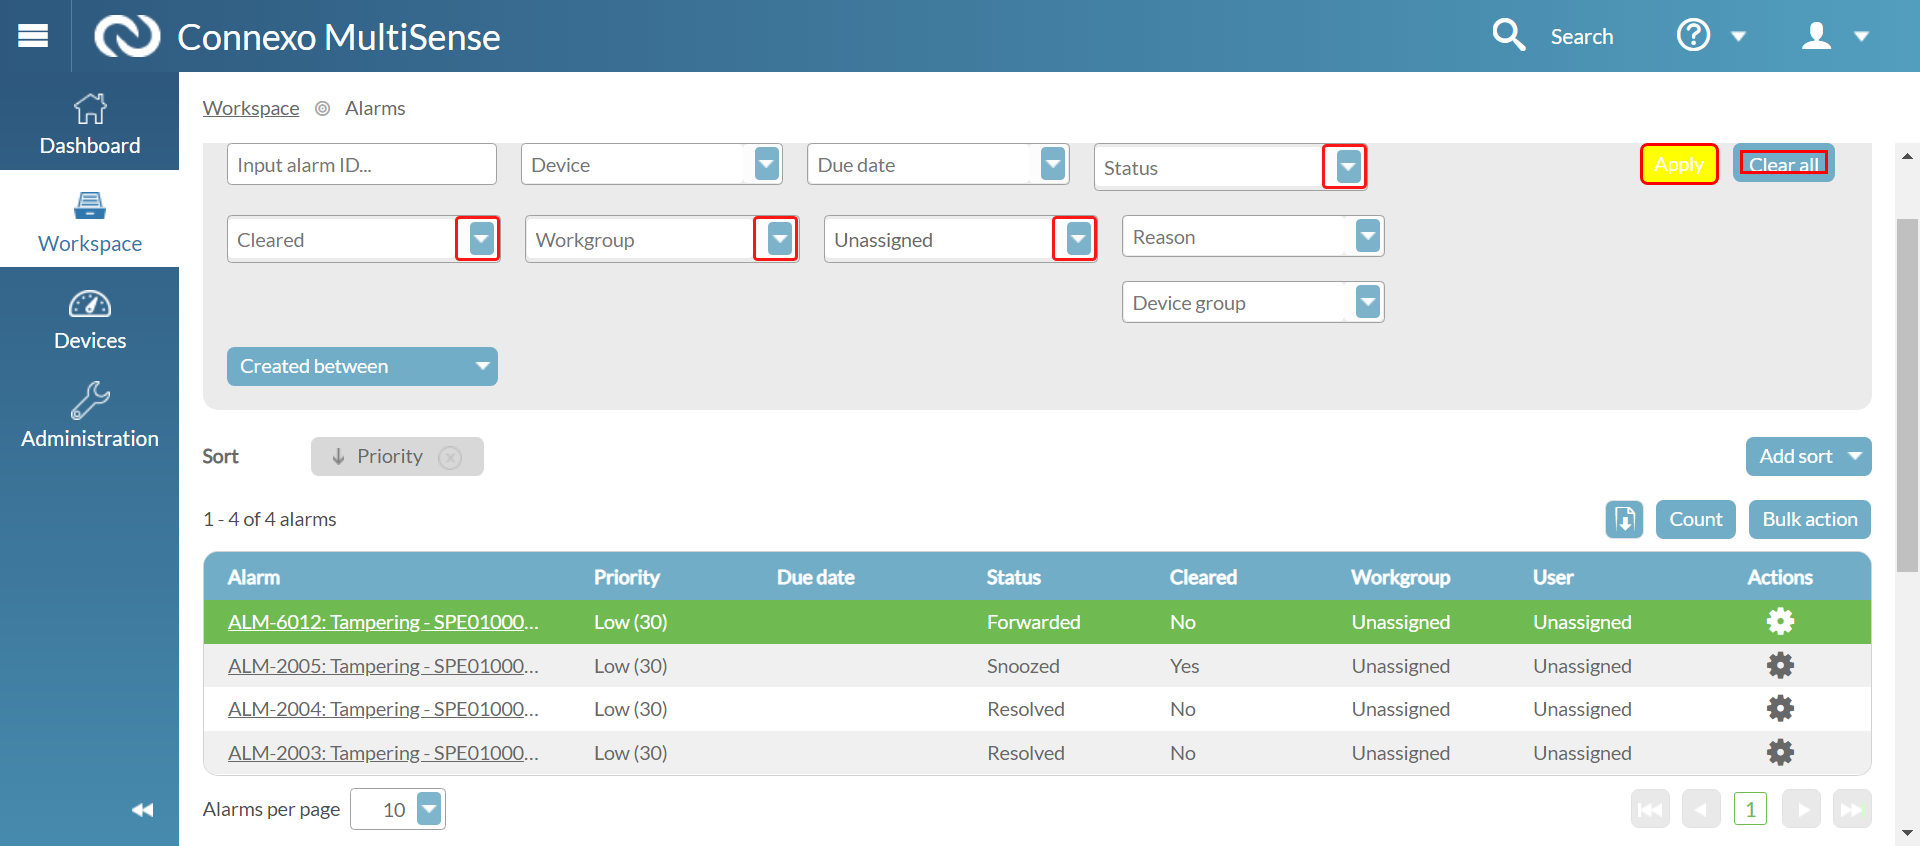 Connexo MultiSense
Search
Dashboard
Workspace
Devices
Administration
Workspace Alarms
Input alarm ID... Device Due date Status Apply Clear all
Cleared Workgroup Unassigned Reason
Device group
Created between
Sort Priority Add sort
1 - 4 of 4 alarms Count Bulk action
Alarm Priority Due date Status Cleared Workgroup User Actions
ALM-6012: Tampering - SPE01000... Low (30) Forwarded No Unassigned Unassigned
ALM-2005: Tampering - SPE01000... Low (30) Snoozed Yes Unassigned Unassigned
ALM-2004: Tampering - SPE01000... Low (30) Resolved No Unassigned Unassigned
ALM-2003: Tampering - SPE01000... Low (30) Resolved No Unassigned Unassigned
Alarms per page 10 1